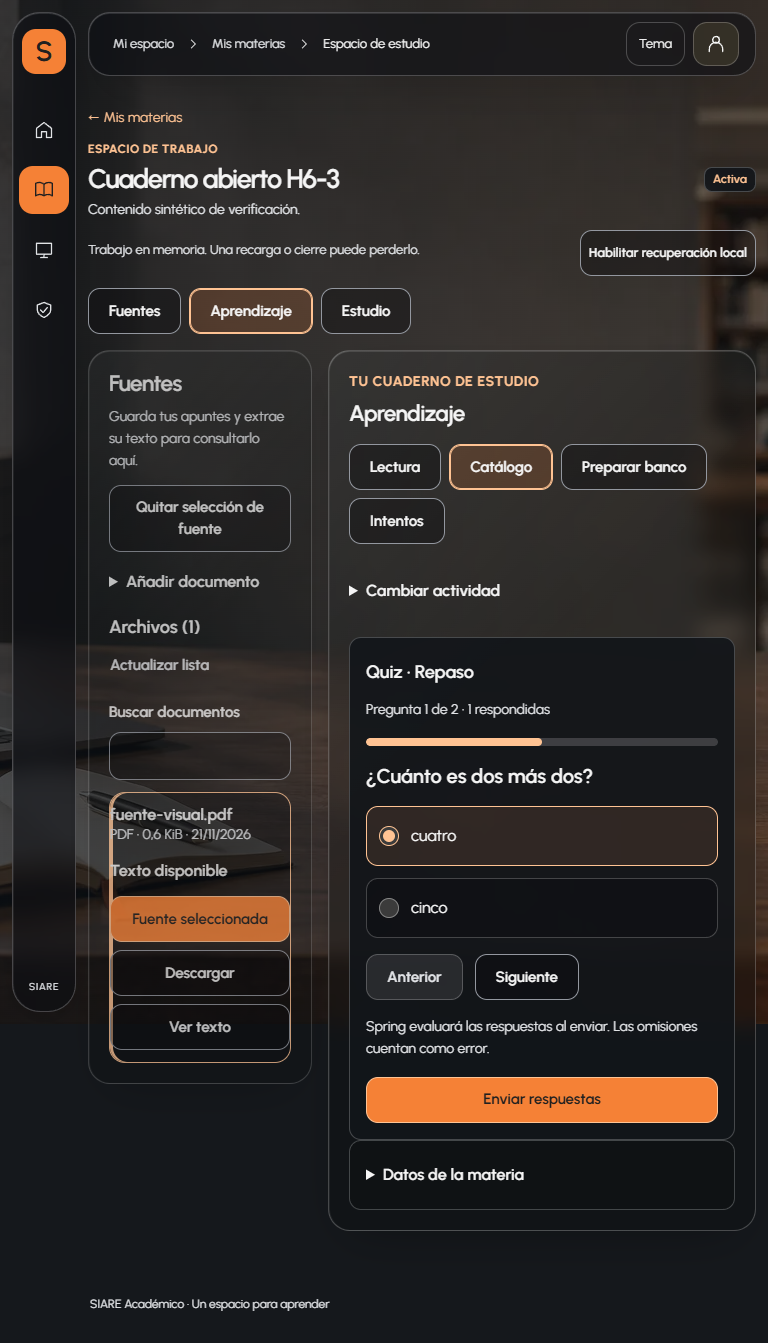 S
Mi espacio > Mis materias > Espacio de estudio
Tema
← Mis materias
ESPACIO DE TRABAJO
Cuaderno abierto H6-3
Activa
Contenido sintético de verificación.
Trabajo en memoria. Una recarga o cierre puede perderlo.
Habilitar recuperación local
Fuentes
Aprendizaje
Estudio
Fuentes
Guarda tus apuntes y extrae
su texto para consultarlo
aquí.
Quitar selección de
fuente
Añadir documento
Archivos (1)
Actualizar lista
Buscar documentos
fuente-visual.pdf
PDF · 0,6 KiB · 21/11/2026
Texto disponible
Fuente seleccionada
Descargar
Ver texto
TU CUADERNO DE ESTUDIO
Aprendizaje
Lectura
Catálogo
Preparar banco
Intentos
Cambiar actividad
Quiz · Repaso
Pregunta 1 de 2 · 1 respondidas
¿Cuánto es dos más dos?
cuatro
cinco
Anterior
Siguiente
Spring evaluará las respuestas al enviar. Las omisiones
cuentan como error.
Enviar respuestas
Datos de la materia
SIARE
SIARE Académico · Un espacio para aprender